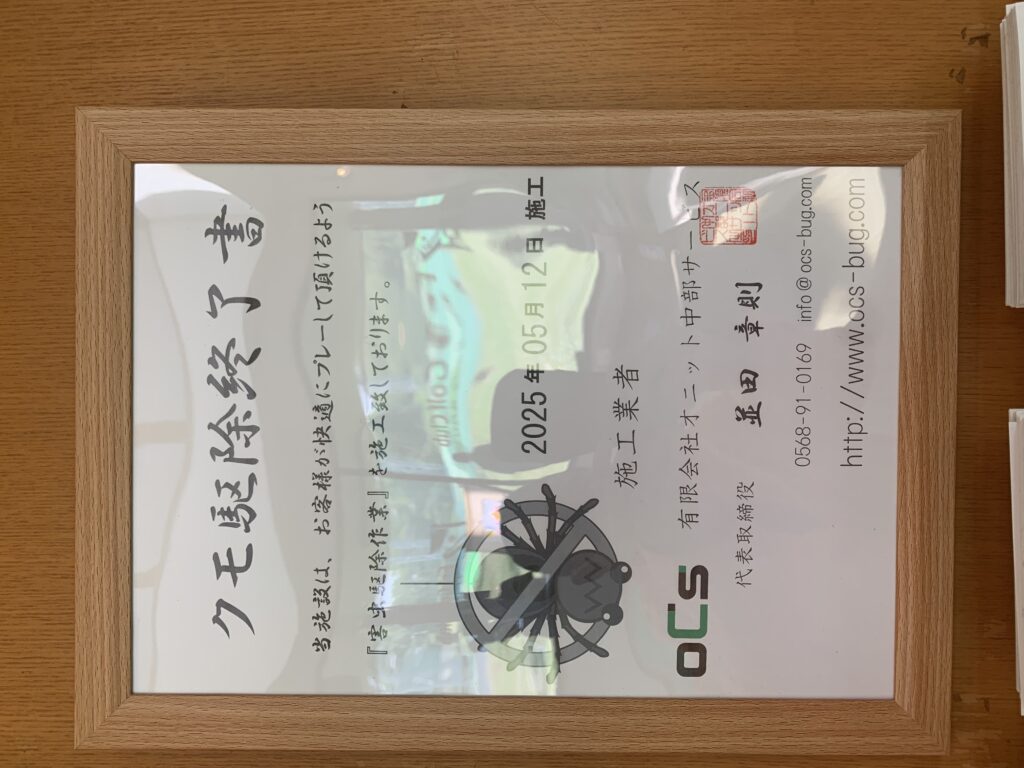 クモ駆除終了書
当施設は、お客様が快適にプレーして頂けるよう
『害虫駆除作業』を施工致しております。
2025年05月12日 施工
施工業者
ocs 有限会社オニット中部サービス
代表取締役 並田 章則
0568-91-0169 info@ocs-bug.com
http://www.ocs-bug.com